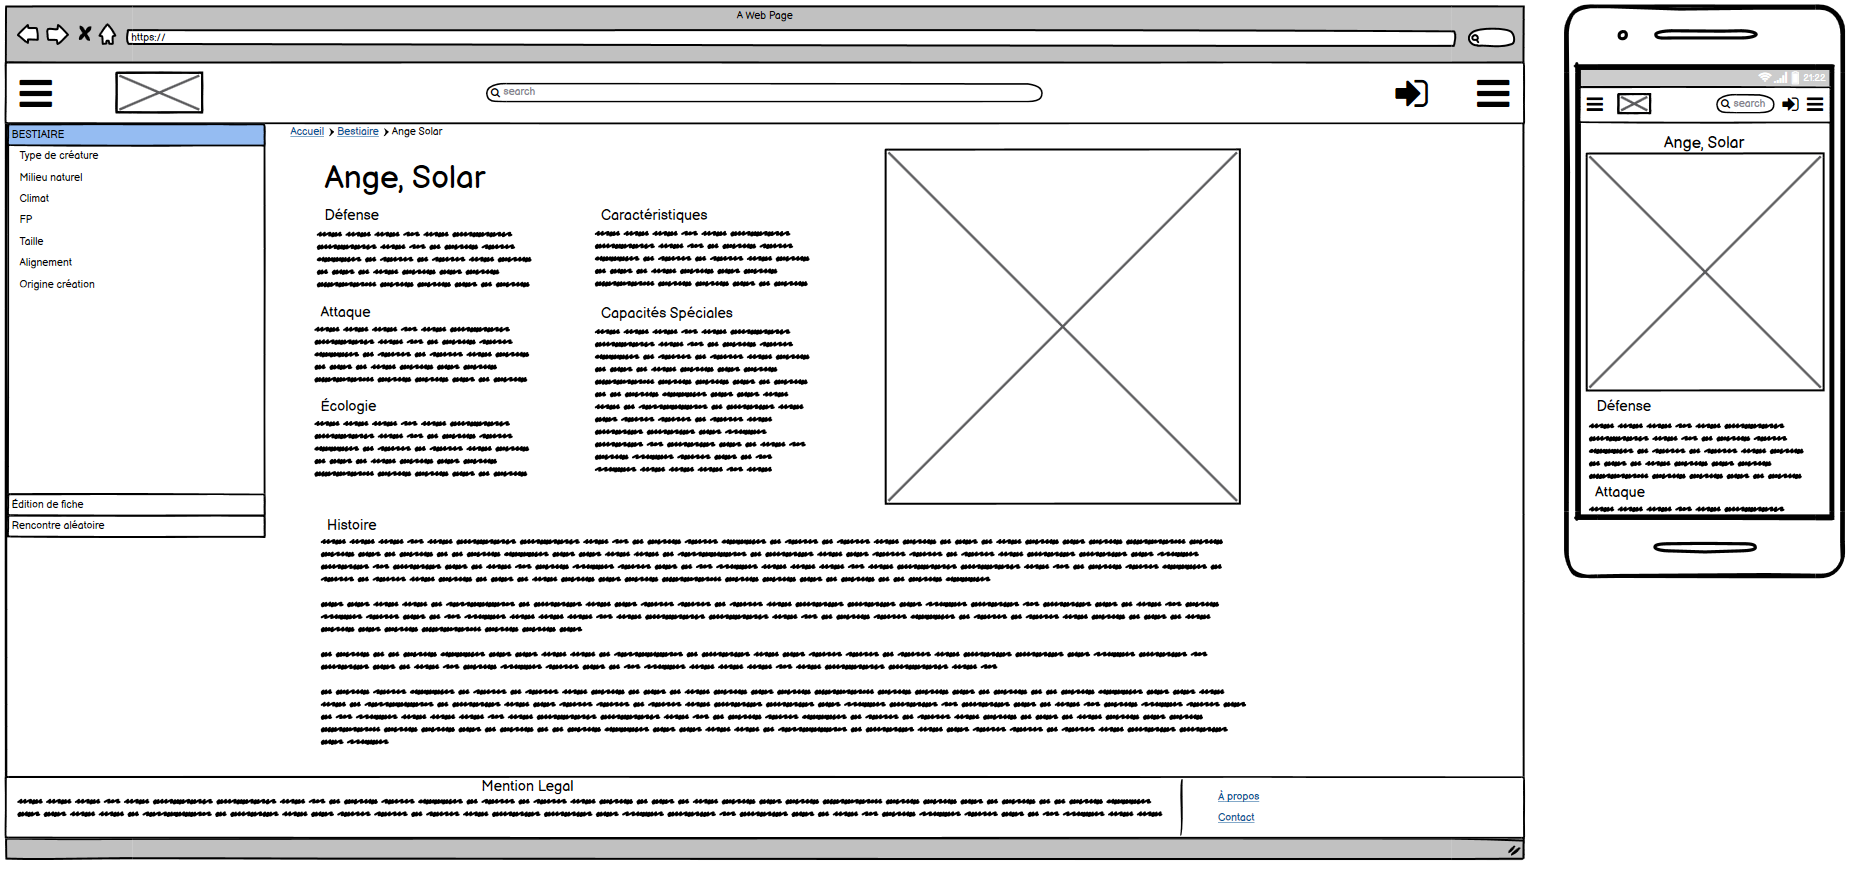 A Web Page
https://
search
BESTIAIRE
Type de créature
Milieu naturel
Climat
FP
Taille
Alignement
Origine création
Édition de fiche
Rencontre aléatoire
Accueil > Bestiaire > Ange Solar
Ange, Solar
Défense
Caractéristiques
Attaque
Capacités Spéciales
Écologie
Histoire
Mention Legal
À propos
Contact
21:22
search
Ange, Solar
Défense
Attaque